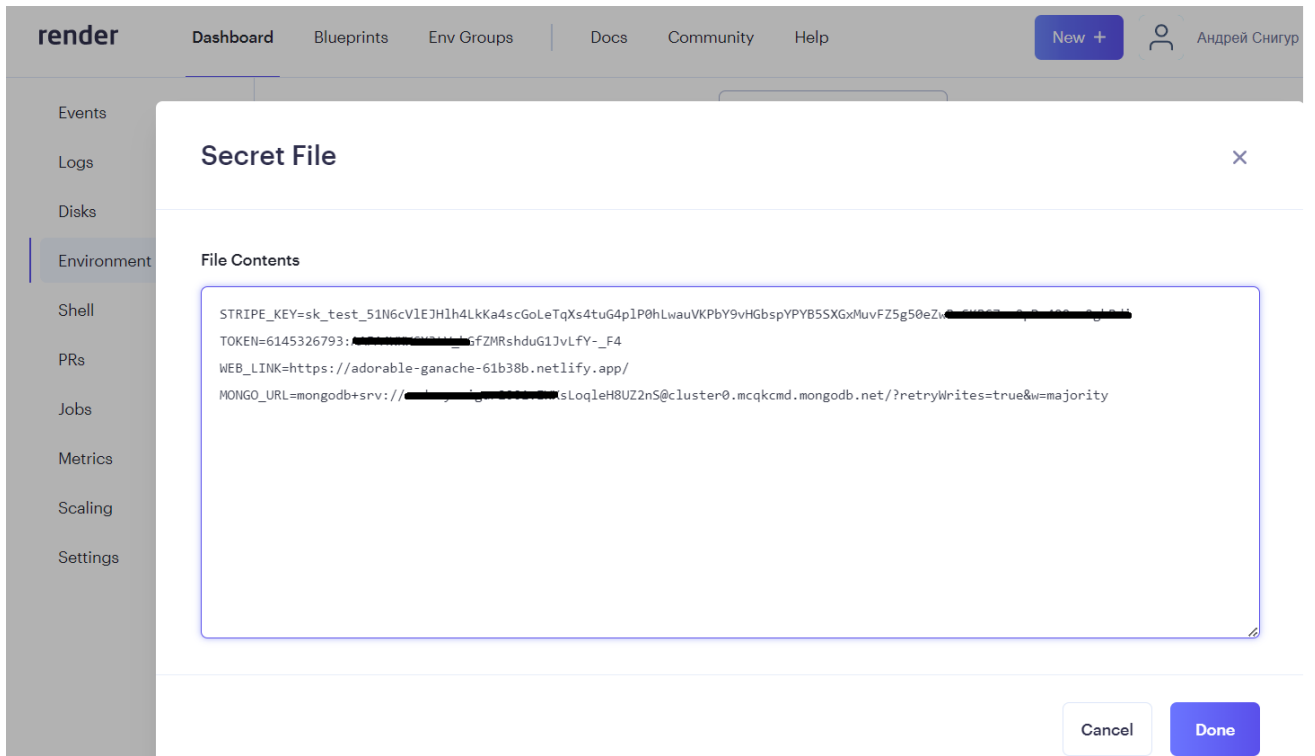 render
Dashboard Blueprints Env Groups Docs Community Help New + Андрей Снигур
Events
Logs
Disks
Environment
Shell
PRs
Jobs
Metrics
Scaling
Settings
Secret File
File Contents
STRIPE_KEY=sk_test_51N6cVlEJHlh4LkKa4scGoLeTqXs4tuG4plP0hLwauVKPbY9vHGbspYPYB5SXGxMuvFZ5g50eZw
TOKEN=6145326793: GfZMRshduG1JvLfY-_F4
WEB_LINK=https://adorable-ganache-61b38b.netlify.app/
MONGO_URL=mongodb+srv:// sLoqleH8UZ2nS@cluster0.mcqkcmd.mongodb.net/?retryWrites=true&w=majority
Cancel
Done